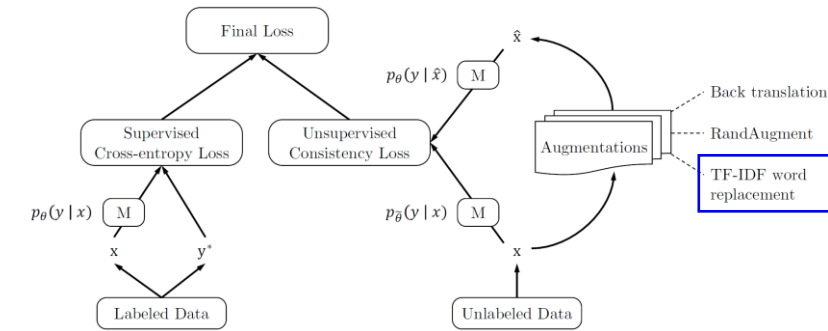 Final Loss
x̂
p_θ(y | x̂)
M
Back translation
Supervised
Cross-entropy Loss
Unsupervised
Consistency Loss
Augmentations
RandAugment
TF-IDF word
replacement
p_θ(y | x)
M
p_θ̃(y | x)
M
x
y*
x
Labeled Data
Unlabeled Data